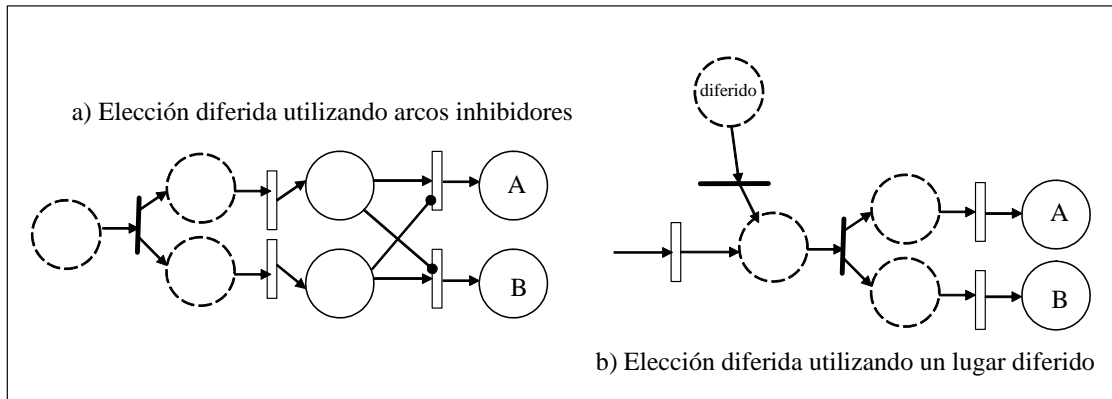 a) Elección diferida utilizando arcos inhibidores
A
B
diferido
A
B
b) Elección diferida utilizando un lugar diferido